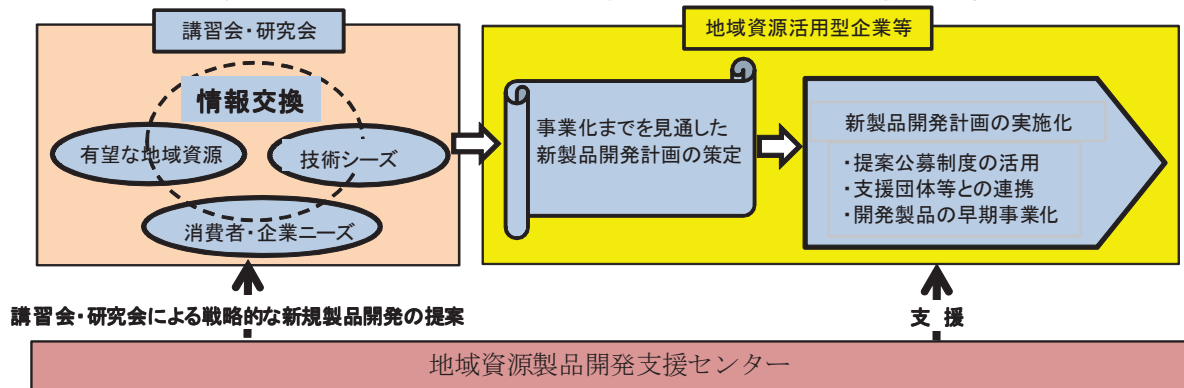 講習会・研究会
情報交換
有望な地域資源
技術シーズ
消費者・企業ニーズ
地域資源活用型企業等
事業化までを見通した
新製品開発計画の策定
新製品開発計画の実施化
・提案公募制度の活用
・支援団体等との連携
・開発製品の早期事業化
講習会・研究会による戦略的な新規製品開発の提案
支 援
地域資源製品開発支援センター